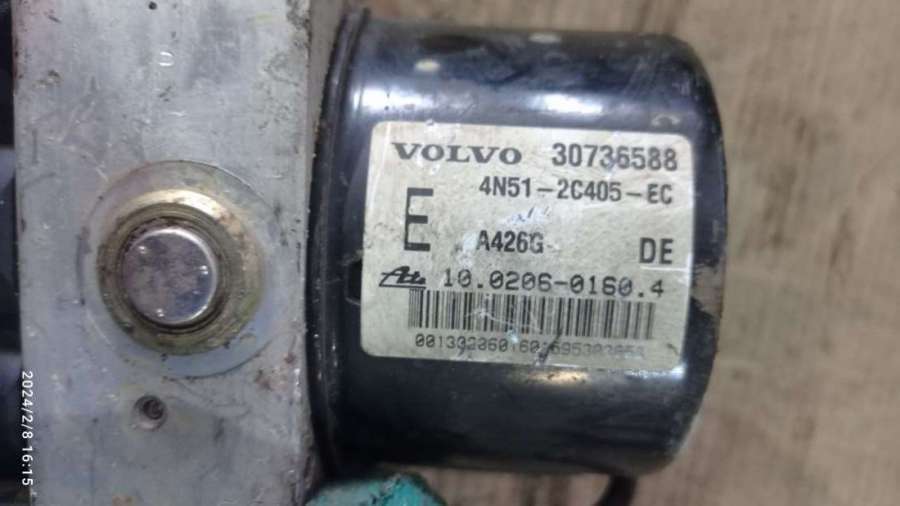 VOLVO 30736588
4N51-2C405-EC
E
A426G DE
Ate 10.0206-0160.4
2024/2/8 16:15